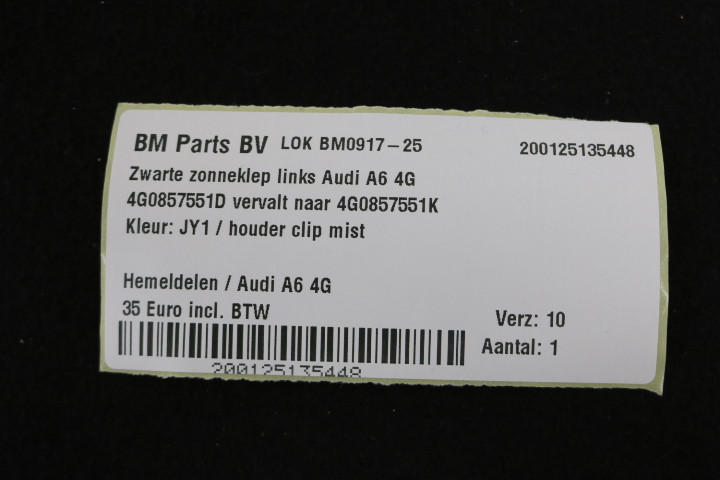 BM Parts BV LOK BM0917-25 200125135448
Zwarte zonneklep links Audi A6 4G
4G0857551D vervalt naar 4G0857551K
Kleur: JY1 / houder clip mist
Hemeldelen / Audi A6 4G
35 Euro incl. BTW
Verz: 10
Aantal: 1
200125135448